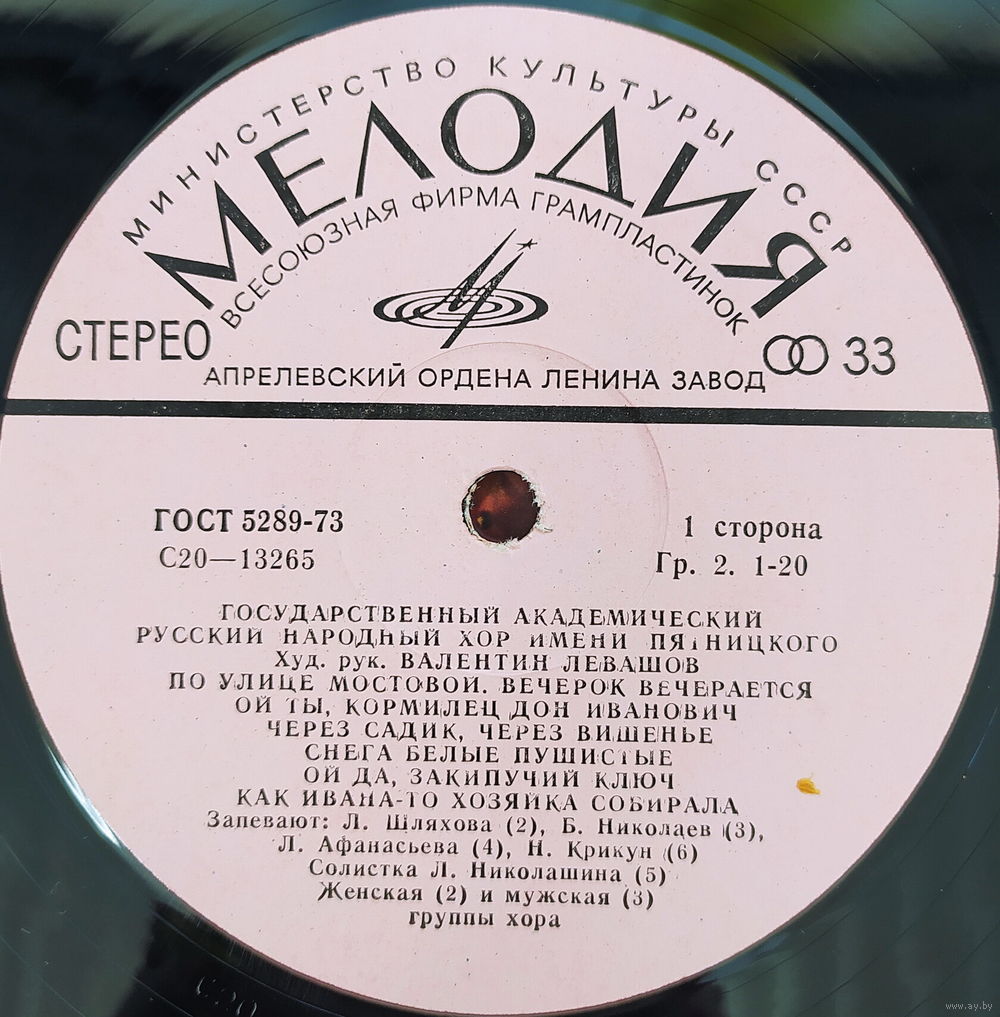 МИНИСТЕРСТВО КУЛЬТУРЫ СССР
МЕЛОДИЯ
ВСЕСОЮЗНАЯ ФИРМА ГРАМПЛАСТИНОК
СТЕРЕО
33
АПРЕЛЕВСКИЙ ОРДЕНА ЛЕНИНА ЗАВОД
ГОСТ 5289-73
1 сторона
С20—13265
Гр. 2. 1-20
ГОСУДАРСТВЕННЫЙ АКАДЕМИЧЕСКИЙ
РУССКИЙ НАРОДНЫЙ ХОР ИМЕНИ ПЯТНИЦКОГО
Худ. рук. ВАЛЕНТИН ЛЕВАШОВ
ПО УЛИЦЕ МОСТОВОЙ. ВЕЧЕРОК ВЕЧЕРАЕТСЯ
ОЙ ТЫ, КОРМИЛЕЦ ДОН ИВАНОВИЧ
ЧЕРЕЗ САДИК, ЧЕРЕЗ ВИШЕНЬЕ
СНЕГА БЕЛЫЕ ПУШИСТЫЕ
ОЙ ДА, ЗАКИПУЧИЙ КЛЮЧ
КАК ИВАНА-ТО ХОЗЯЙКА СОБИРАЛА
Запевают: Л. Шляхова (2), Б. Николаев (3),
Л. Афанасьева (4), Н. Крикун (6)
Солистка Л. Николашина (5)
Женская (2) и мужская (3)
группы хора
www.ay.by